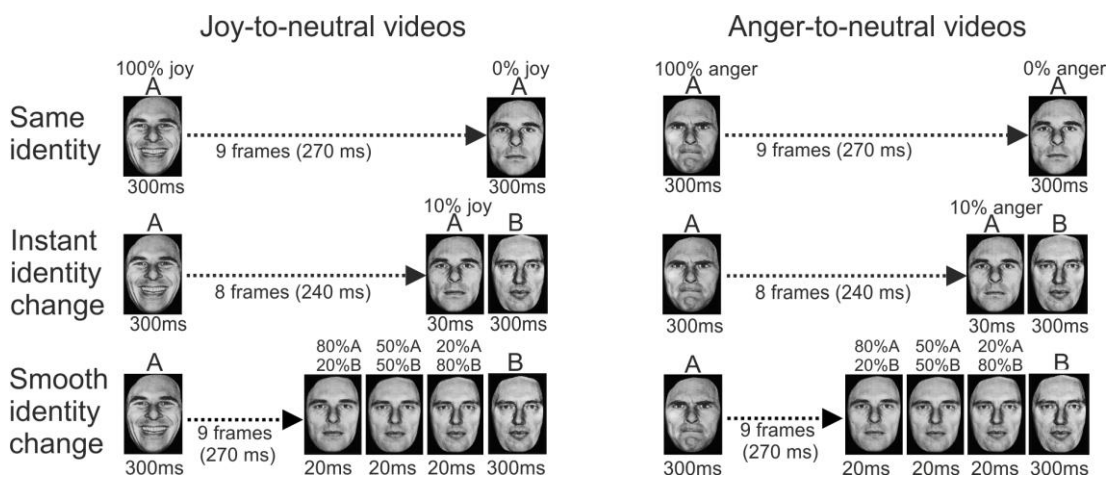 Joy-to-neutral videos
Anger-to-neutral videos
Same
identity
100% joy
A
300ms
9 frames (270 ms)
0% joy
A
300ms
100% anger
A
300ms
9 frames (270 ms)
0% anger
A
300ms
Instant
identity
change
A
300ms
8 frames (240 ms)
10% joy
A
30ms
B
300ms
A
300ms
8 frames (240 ms)
10% anger
A
30ms
B
300ms
Smooth
identity
change
A
300ms
9 frames
(270 ms)
80%A
20%B
20ms
50%A
50%B
20ms
20%A
80%B
20ms
B
300ms
A
300ms
9 frames
(270 ms)
80%A
20%B
20ms
50%A
50%B
20ms
20%A
80%B
20ms
B
300ms